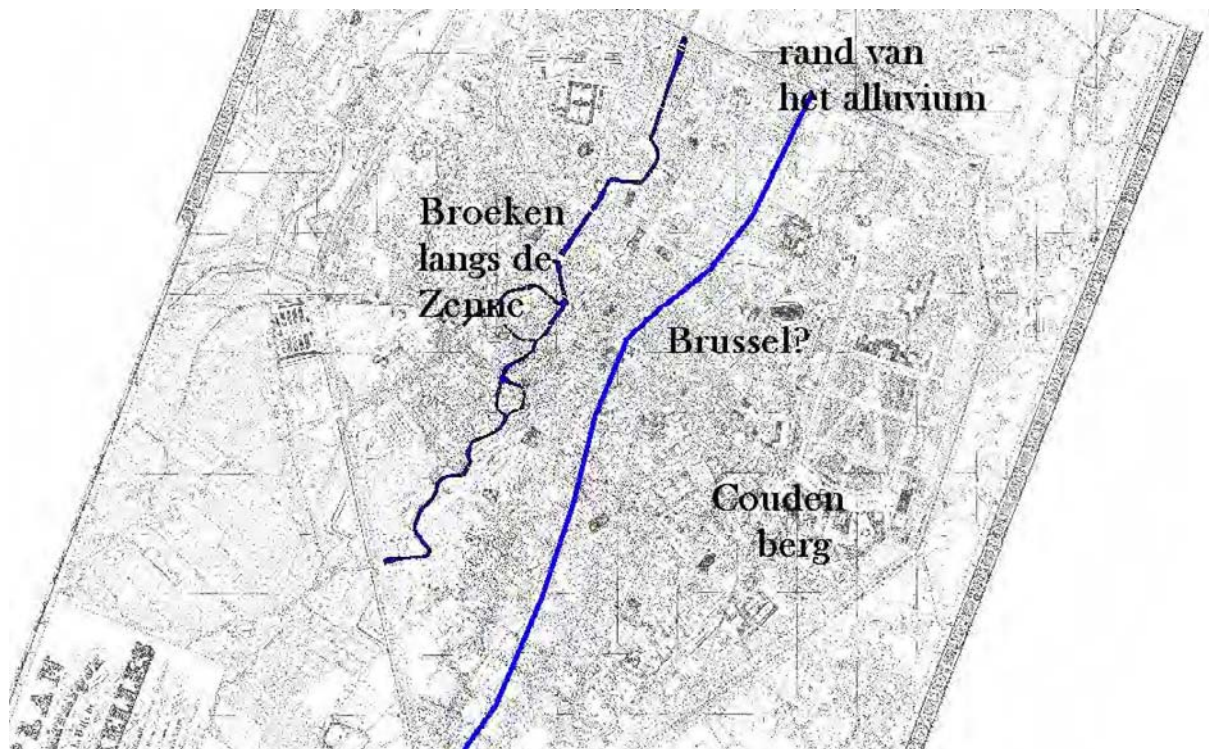 rand van
het alluvium
Broeken
langs de
Zenne
Brussel?
Couden
berg